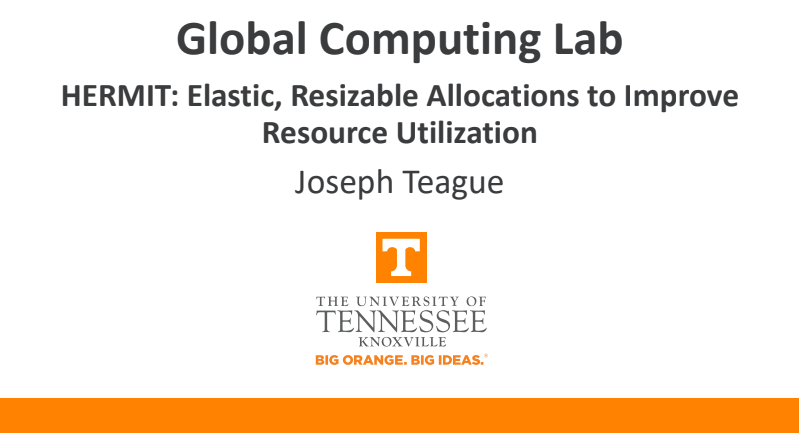 Global Computing Lab
HERMIT: Elastic, Resizable Allocations to Improve
Resource Utilization
Joseph Teague
T
THE UNIVERSITY OF
TENNESSEE
KNOXVILLE
BIG ORANGE. BIG IDEAS.®